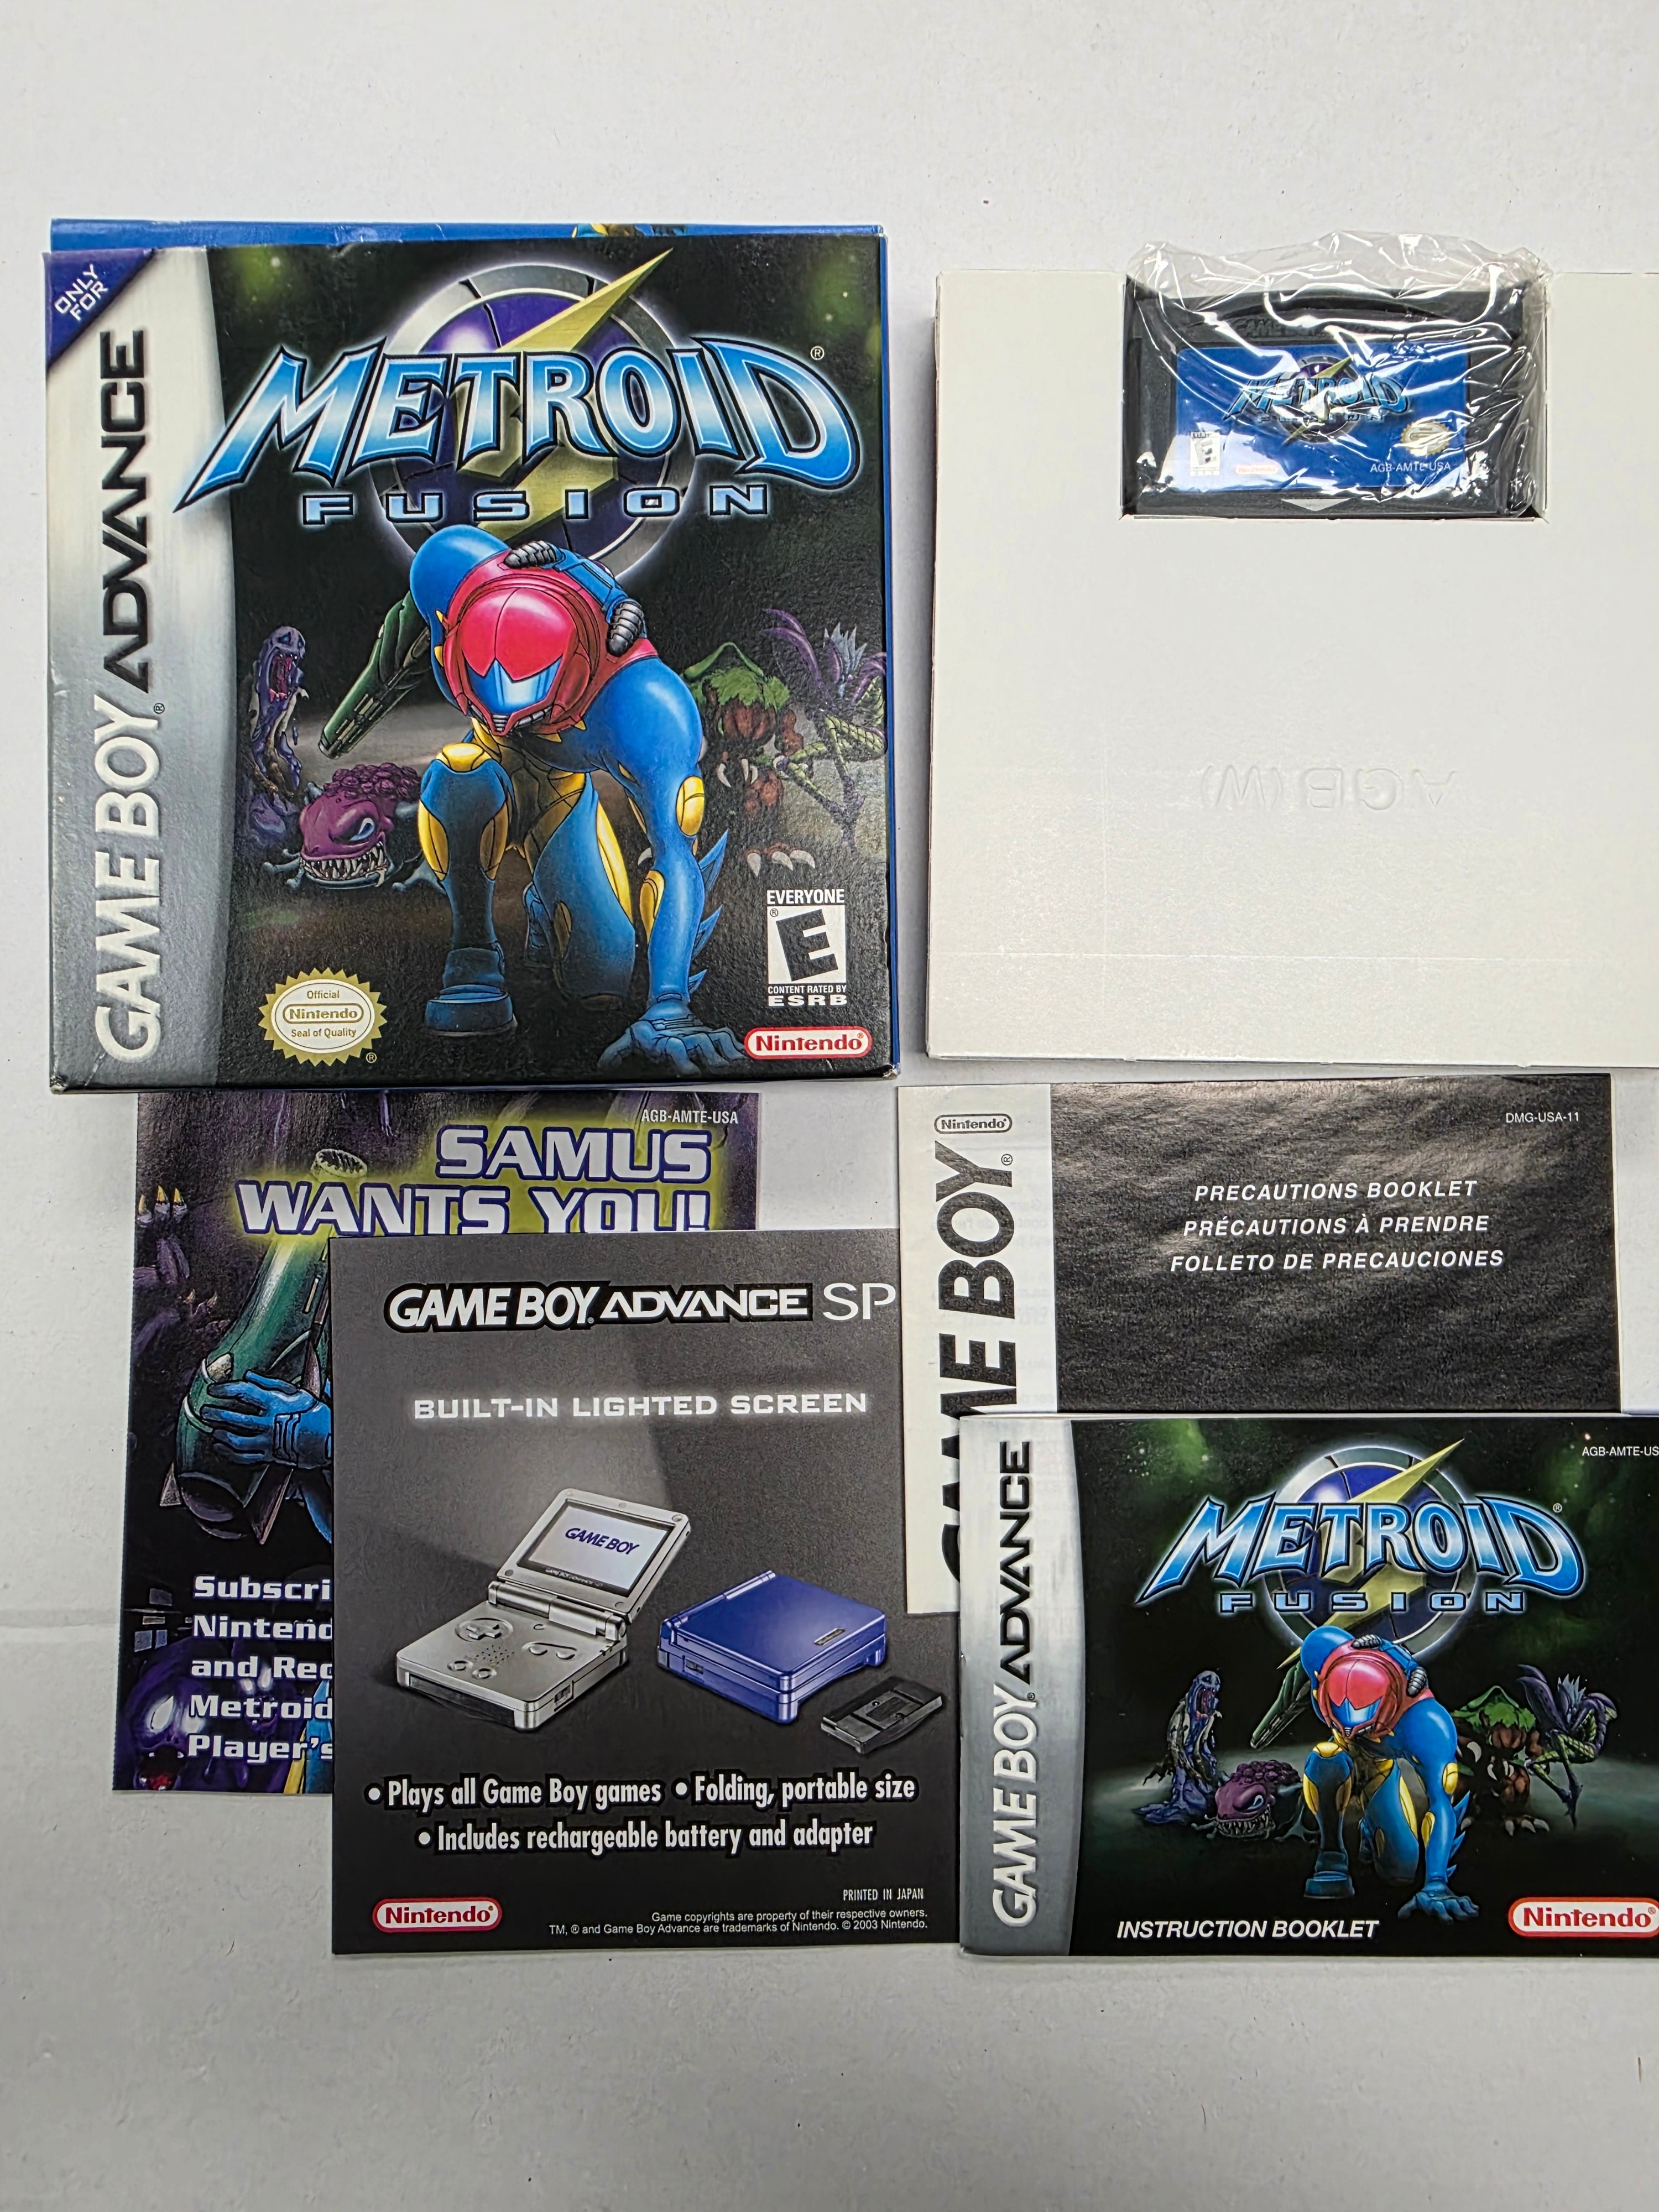 ONLY
FOR
GAME BOY ADVANCE
METROID®
FUSION
EVERYONE
E
CONTENT RATED BY
ESRB
Official
Nintendo
Seal of Quality
Nintendo®
METROID
E
Nintendo
AGB-AMTE-USA
AGB (W)
AGB-AMTE-USA
SAMUS
WANTS YOU!
Subscri
Nintend
and Rec
Metroid
Player's
GAME BOY ADVANCE SP
BUILT-IN LIGHTED SCREEN
GAME BOY
• Plays all Game Boy games • Folding, portable size
• Includes rechargeable battery and adapter
PRINTED IN JAPAN
Nintendo®
Game copyrights are property of their respective owners.
TM, ® and Game Boy Advance are trademarks of Nintendo. © 2003 Nintendo.
Nintendo®
GAME BOY®
DMG-USA-11
PRECAUTIONS BOOKLET
PRÉCAUTIONS À PRENDRE
FOLLETO DE PRECAUCIONES
GAME BOY ADVANCE
AGB-AMTE-US
METROID®
FUSION
INSTRUCTION BOOKLET
Nintendo®